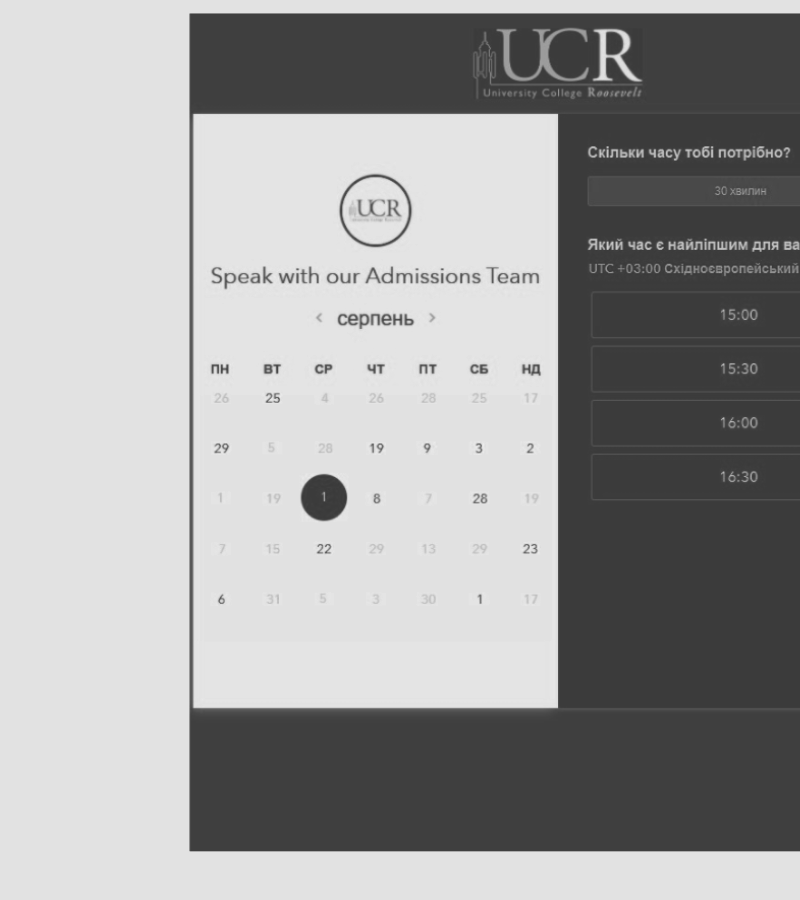 UCR
University College Roosevelt
UCR
Speak with our Admissions Team
< серпень >
ПН ВТ СР ЧТ ПТ СБ НД
26 25 4 26 28 25 17
29 5 28 19 9 3 2
1 19 1 8 7 28 19
7 15 22 29 13 29 23
6 31 5 3 30 1 17
Скільки часу тобі потрібно?
30 хвилин
Який час є найліпшим для ва
UTC +03:00 Східноєвропейський
15:00
15:30
16:00
16:30